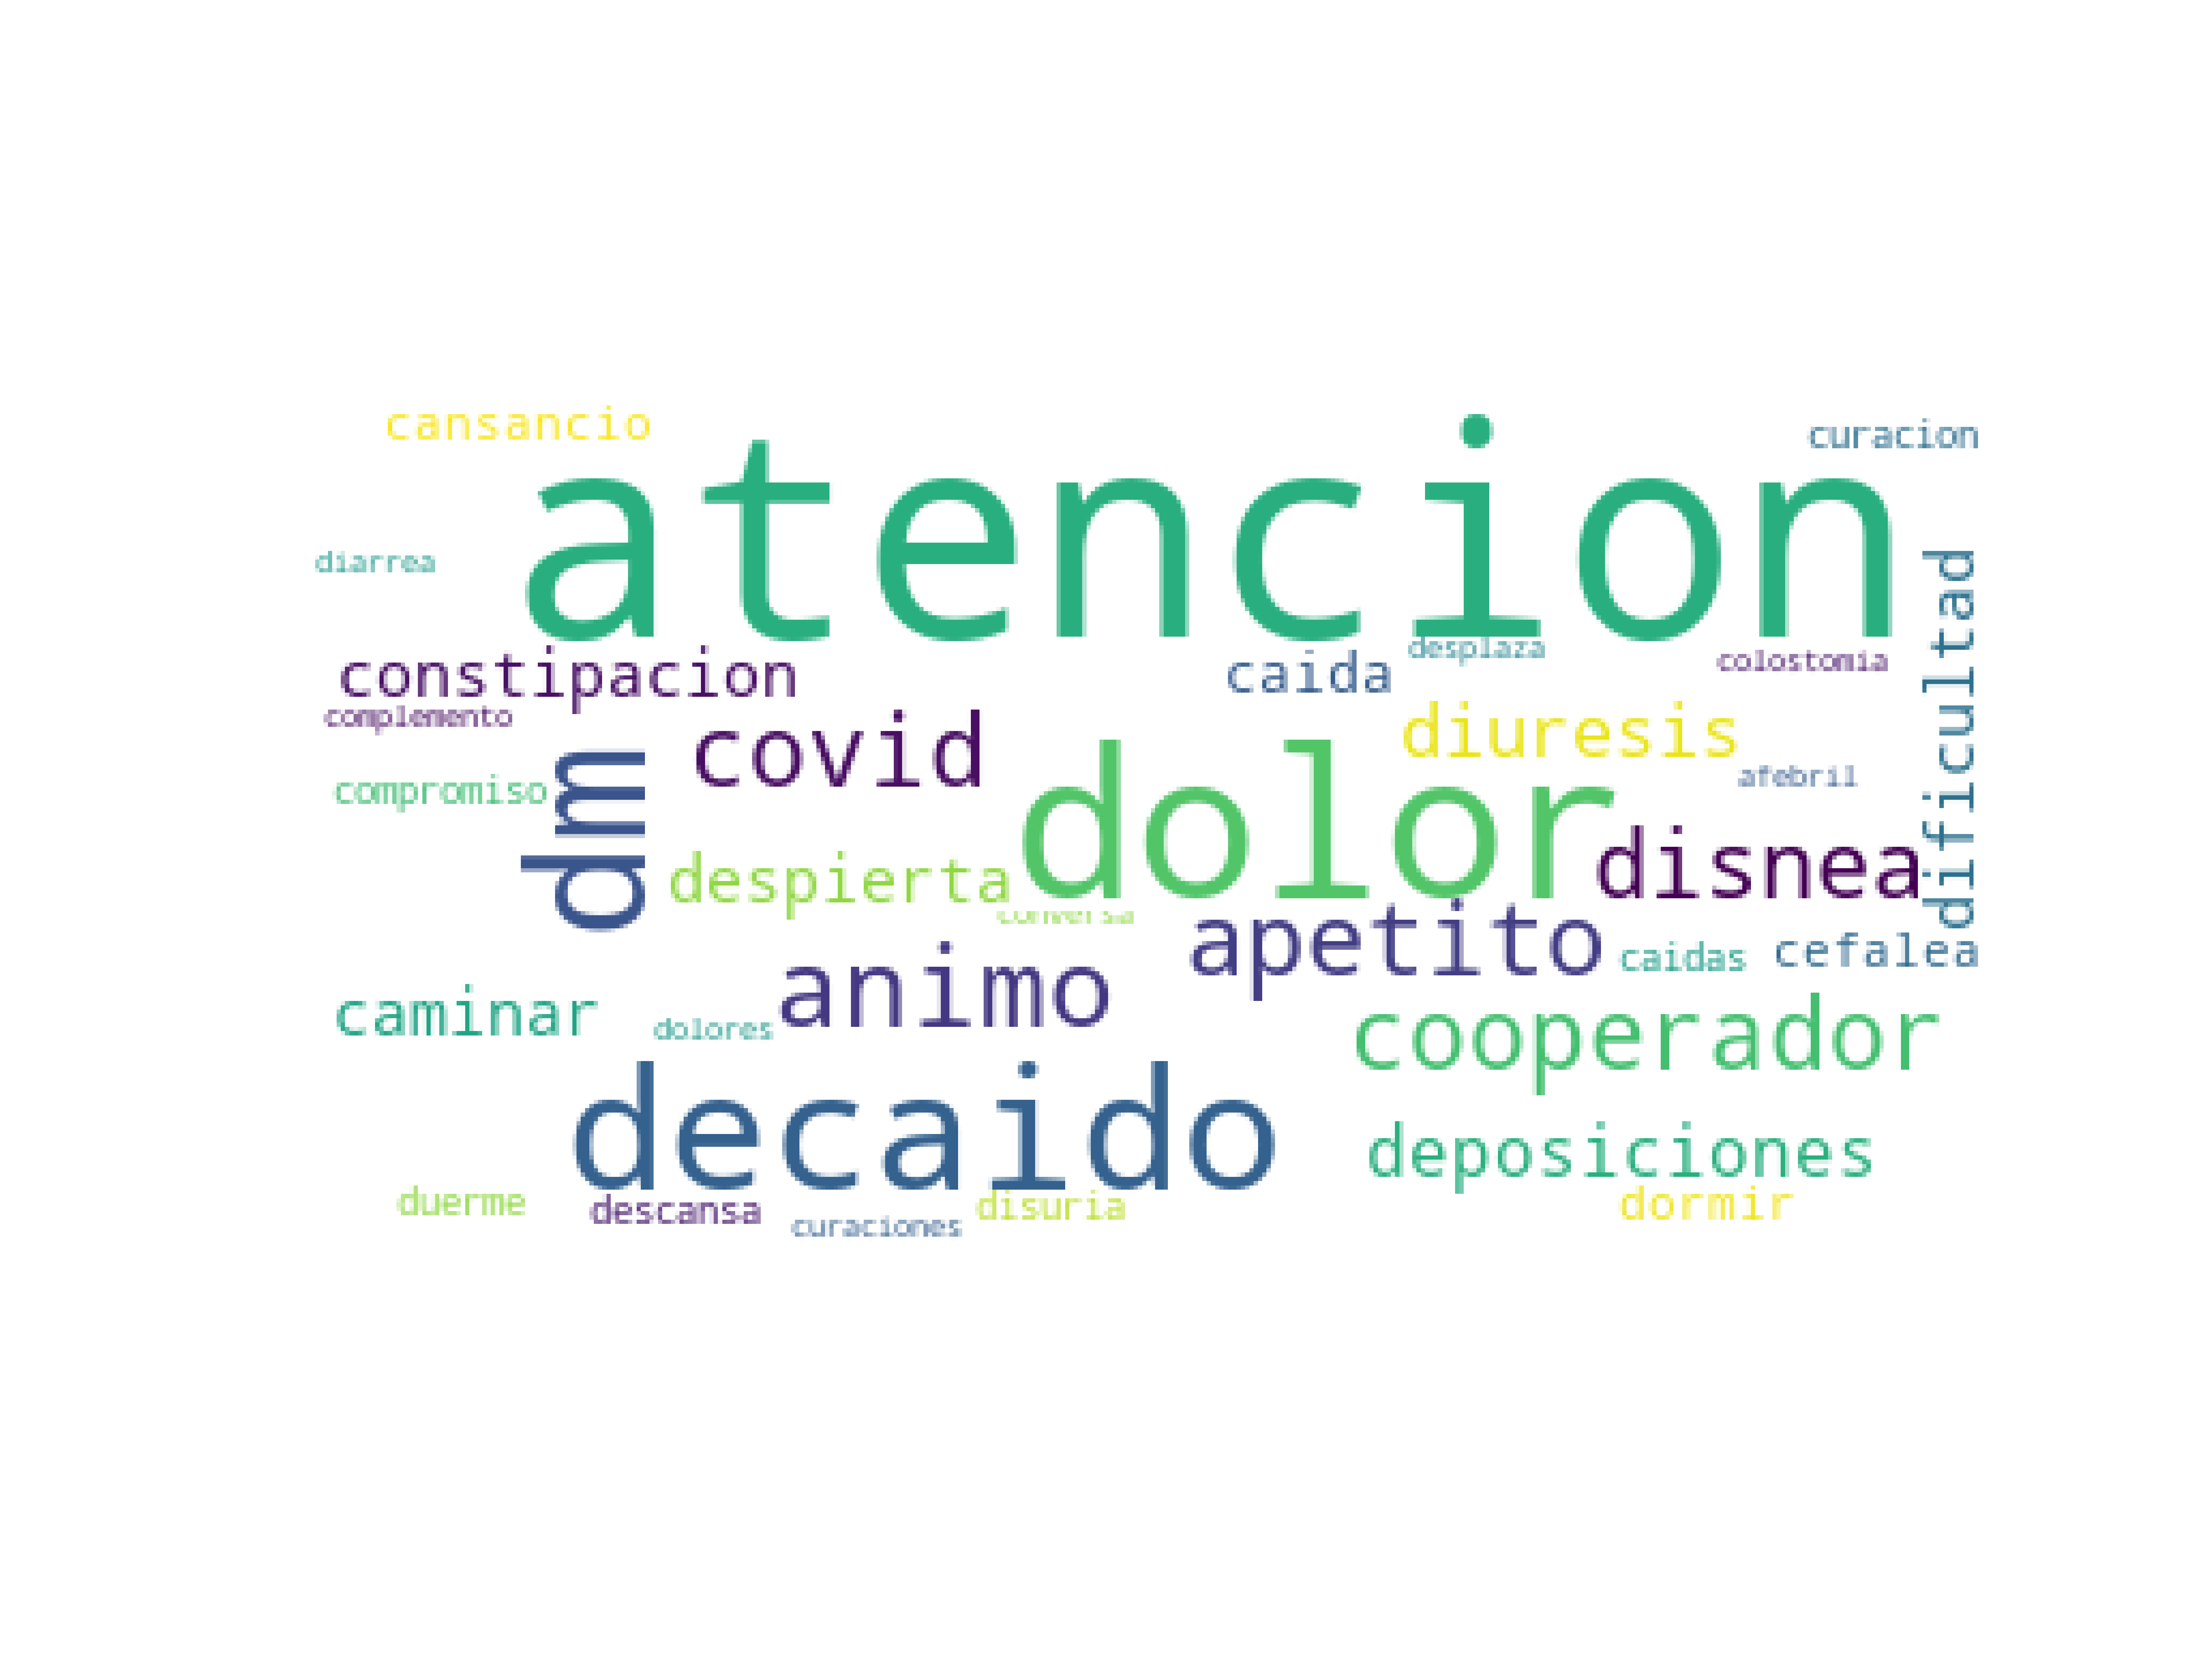 cansancio
atencion
curacion
diarrea
dificultad
constipacion
caida
desplaza
colostomia
complemento
covid
diuresis
dm
compromiso
dolor
afebril
despierta
disnea
conversa
apetito
caidas
cefalea
animo
caminar
dolores
cooperador
decaido
deposiciones
duerme
descansa
curaciones
disuria
dormir